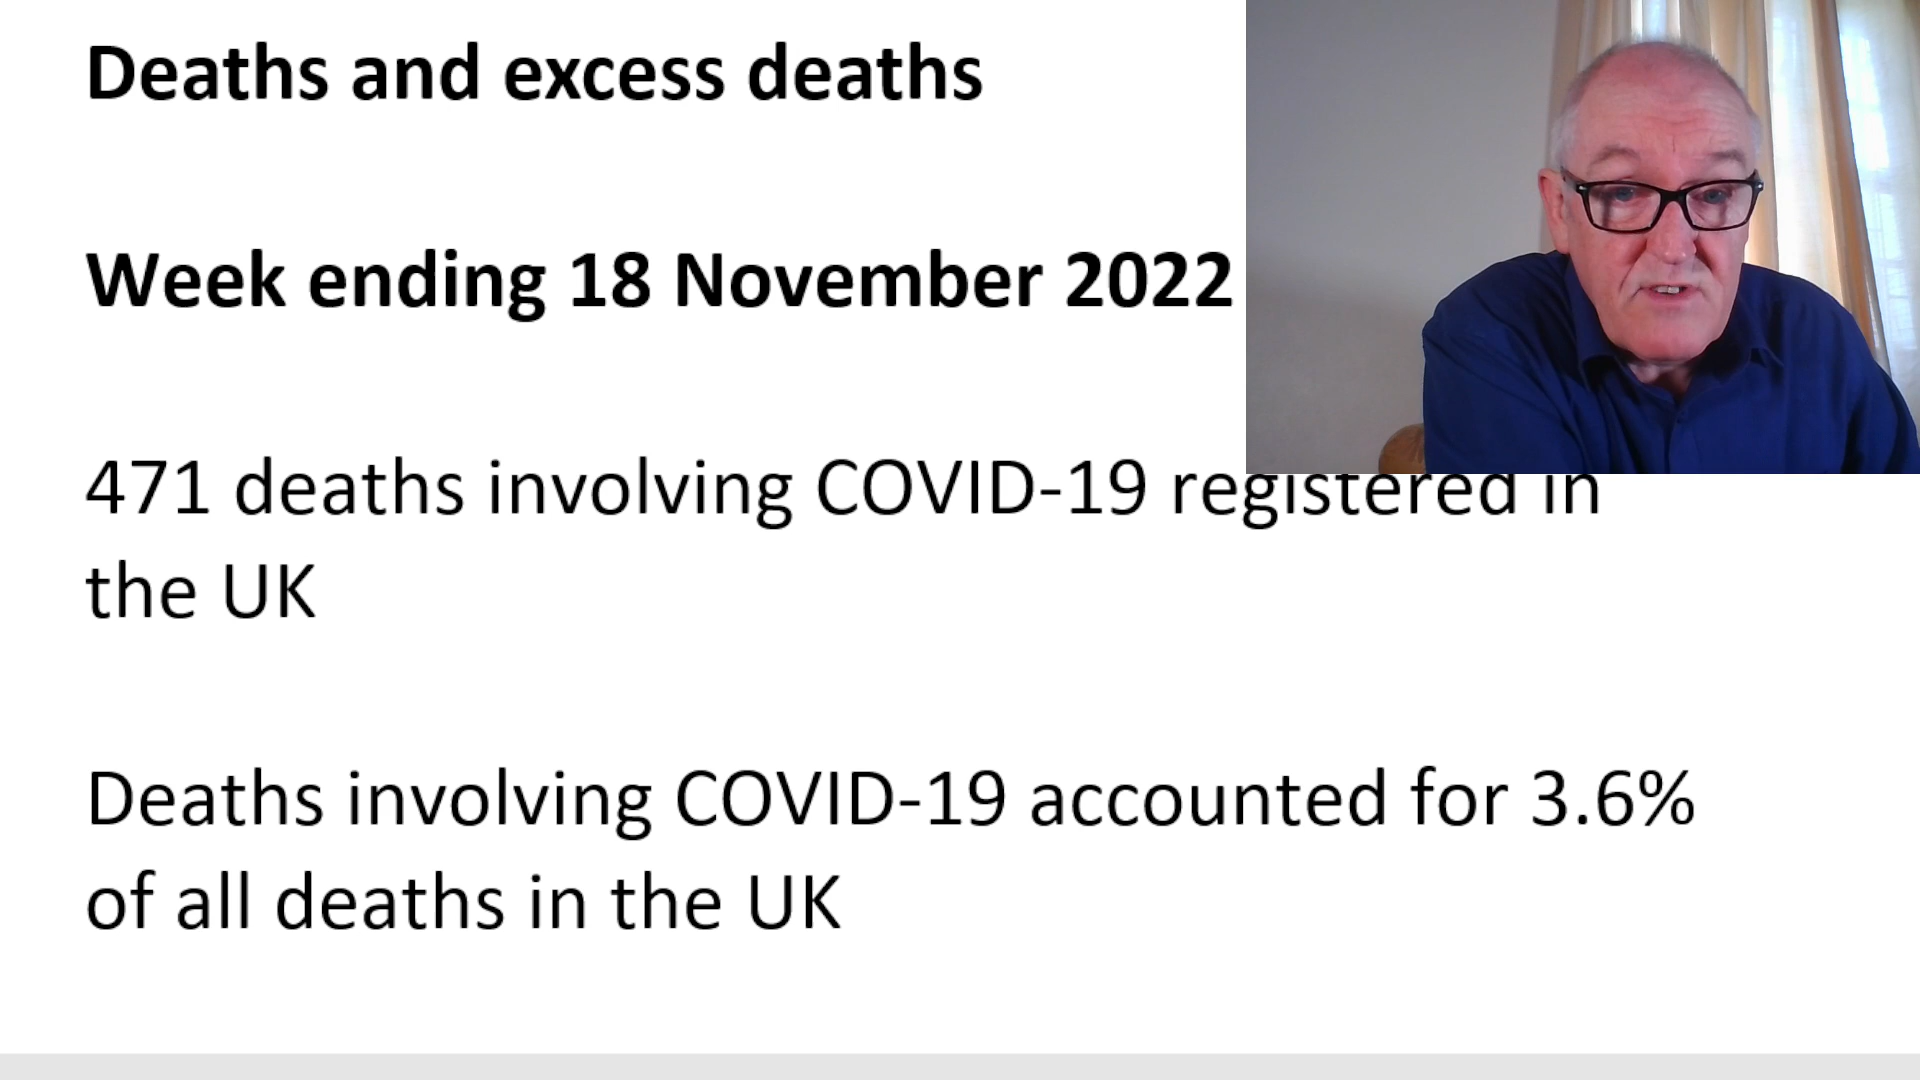 Deaths and excess deaths
Week ending 18 November 2022
471 deaths involving COVID-19 registered in
the UK
Deaths involving COVID-19 accounted for 3.6%
of all deaths in the UK